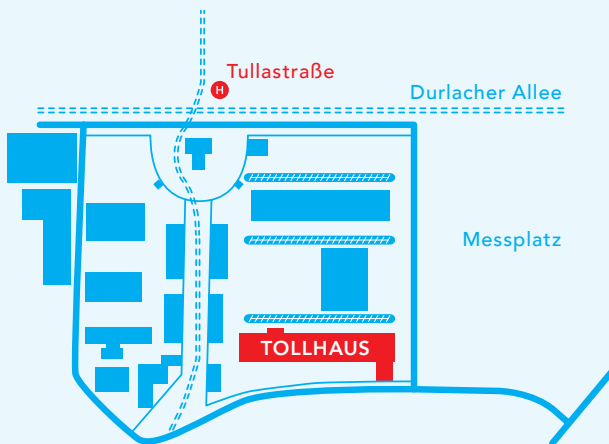 Tullastraße
H
Durlacher Allee
Messplatz
TOLLHAUS